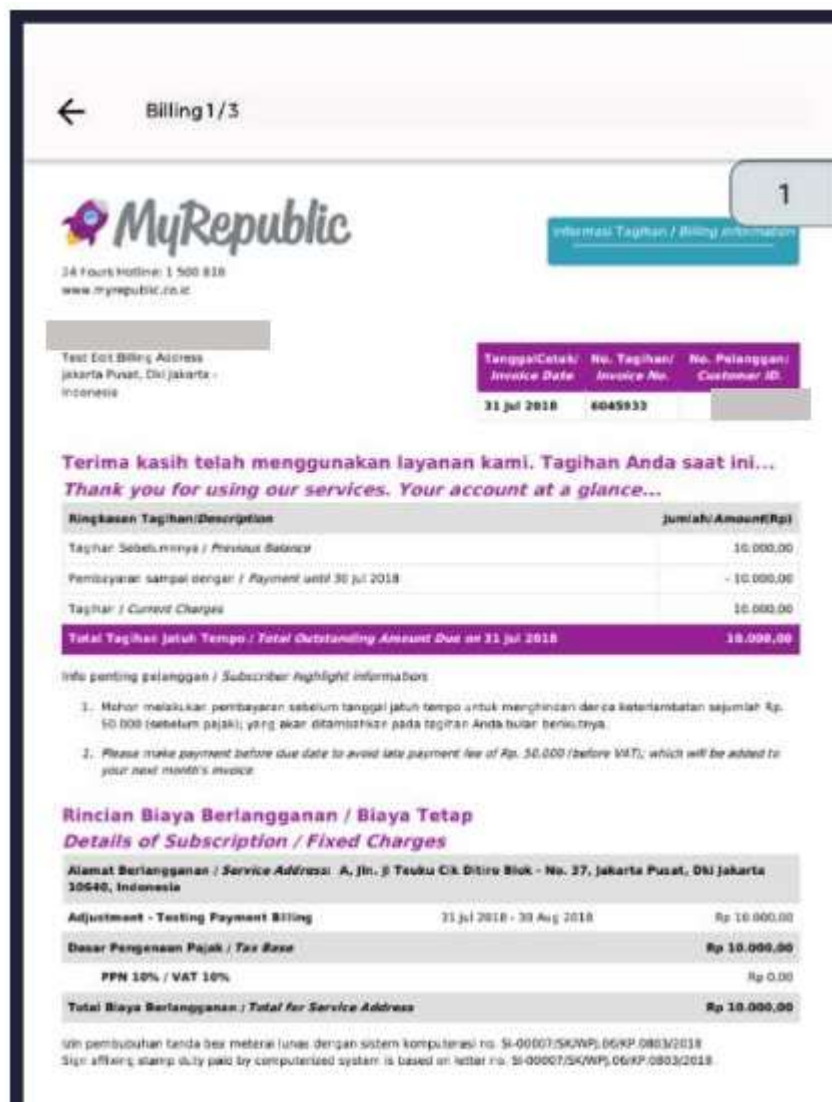 Billing 1/3
1
MyRepublic
Informasi Tagihan / Billing Information
24 Hours Hotline: 1 500 818
www.myrepublic.co.id
Test Edit Billing Address
Jakarta Pusat, Dki Jakarta -
Indonesia
TanggalCetak/ No. Tagihan/ No. Pelanggan/
Invoice Date Invoice No. Customer ID.
31 Jul 2018 6045933
Terima kasih telah menggunakan layanan kami. Tagihan Anda saat ini...
Thank you for using our services. Your account at a glance...
Ringkasan Tagihan/Description Jumlah/Amount(Rp)
Tagihan Sebelumnya / Previous Balance 10.000,00
Pembayaran sampai dengan / Payment until 30 Jul 2018 - 10.000,00
Tagihan / Current Charges 10.000,00
Total Tagihan Jatuh Tempo / Total Outstanding Amount Due on 31 Jul 2018 10.000,00
Info penting pelanggan / Subscriber highlight information
1. Mohon melakukan pembayaran sebelum tanggal jatuh tempo untuk menghindari denda keterlambatan sejumlah Rp.
50.000 (sebelum pajak); yang akan ditambahkan pada tagihan Anda bulan berikutnya.
2. Please make payment before due date to avoid late payment fee of Rp. 50.000 (before VAT); which will be added to
your next month's invoice
Rincian Biaya Berlangganan / Biaya Tetap
Details of Subscription / Fixed Charges
Alamat Berlangganan / Service Address: A, Jln. Jl Teuku Cik Ditiro Blok - No. 37, Jakarta Pusat, Dki Jakarta
10640, Indonesia
Adjustment - Testing Payment Billing 31 Jul 2018 - 30 Aug 2018 Rp 10.000,00
Dasar Pengenaan Pajak / Tax Base Rp 10.000,00
PPN 10% / VAT 10% Rp 0,00
Total Biaya Berlangganan / Total for Service Address Rp 10.000,00
Izin pembubuhan tanda bea meterai lunas dengan sistem komputerasi no. SI-00007/SK/WPJ.06/KP.0803/2018
Sign affixing stamp duty paid by computerized system is based on letter no. SI-00007/SK/WPJ.06/KP.0803/2018